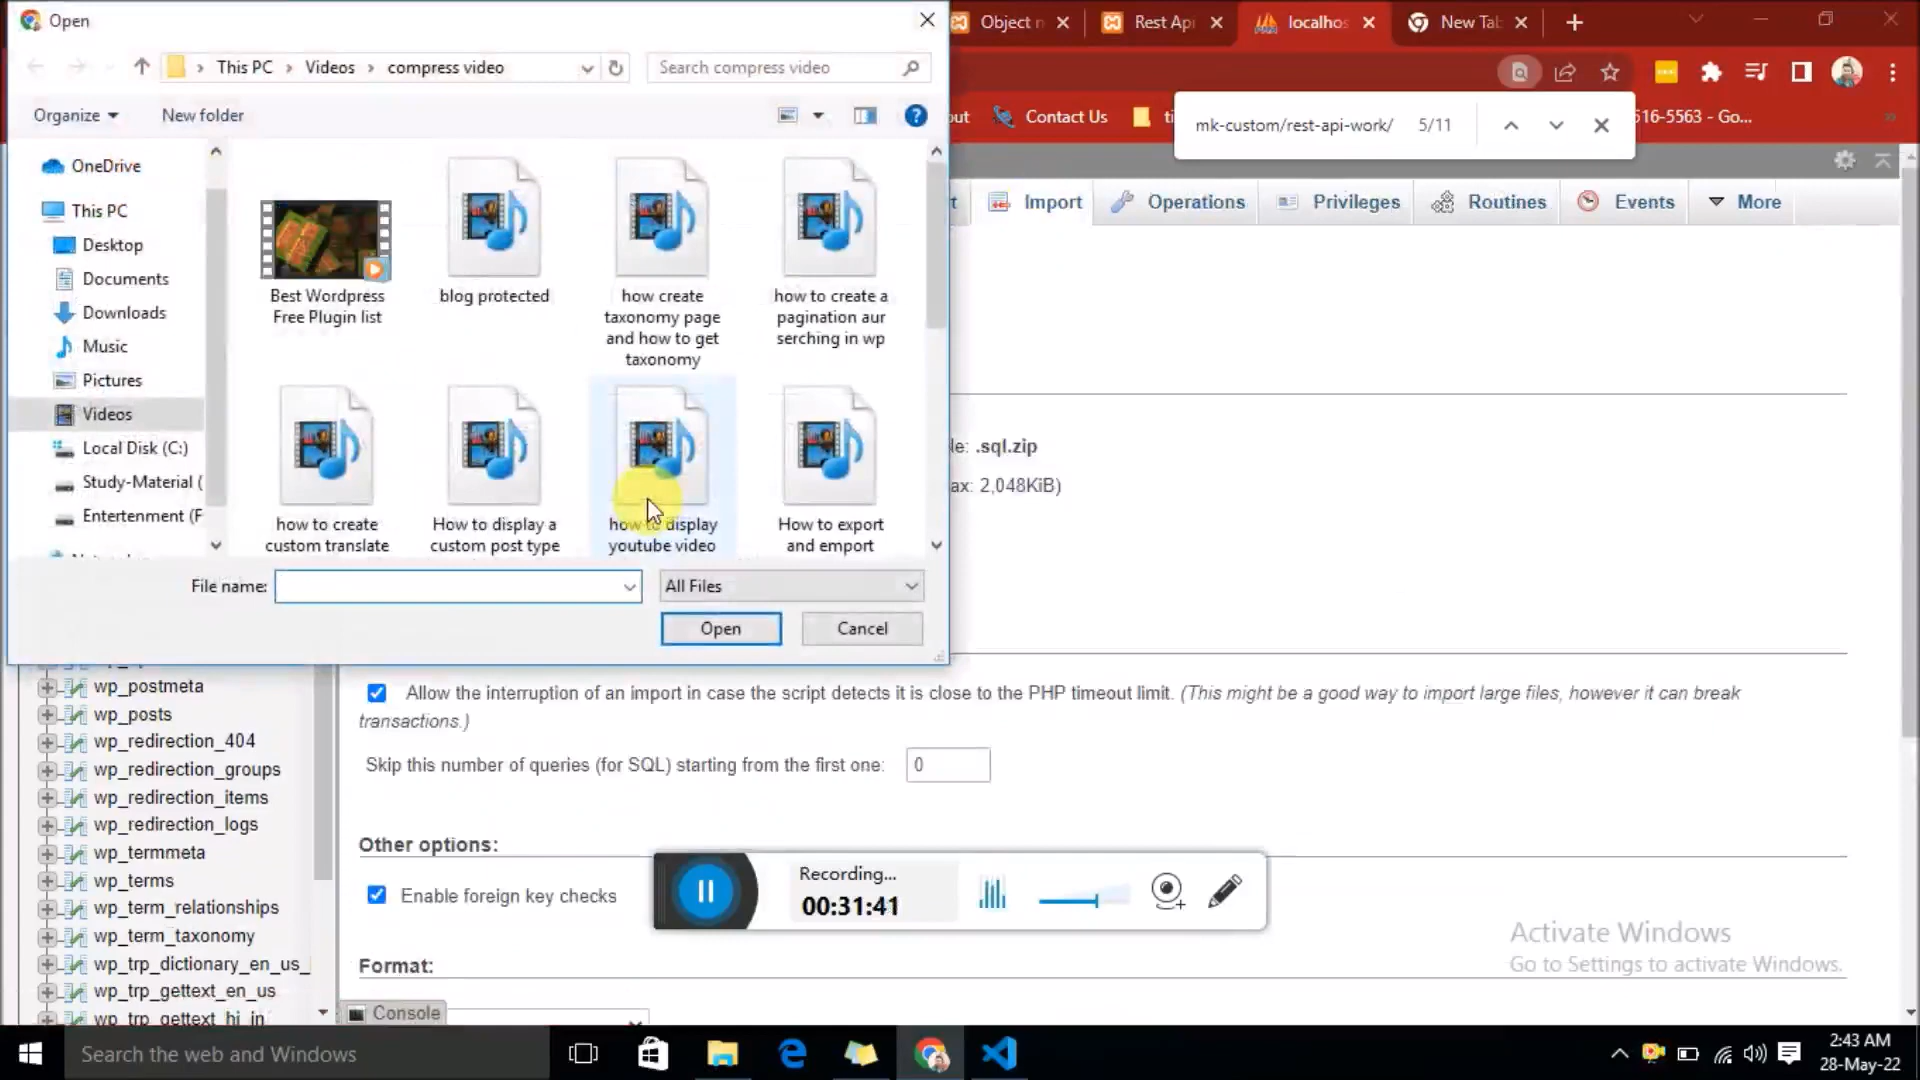 Open
Object n
Rest Api
localhos
New Tab
This PC
Videos
compress video
Search compress video
Organize
New folder
out
Contact Us
516-5563 - Go...
mk-custom/rest-api-work/
5/11
OneDrive
This PC
Desktop
Documents
Downloads
Music
Pictures
Videos
Local Disk (C:)
Study-Material (
Entertenment (F
Best Wordpress
Free Plugin list
blog protected
how create
taxonomy page
and how to get
taxonomy
how to create a
pagination aur
serching in wp
how to create
custom translate
How to display a
custom post type
how to display
youtube video
How to export
and emport
File name:
All Files
Open
Cancel
t
Import
Operations
Privileges
Routines
Events
More
le: .sql.zip
ax: 2,048KiB)
wp_postmeta
wp_posts
wp_redirection_404
wp_redirection_groups
wp_redirection_items
wp_redirection_logs
wp_termmeta
wp_terms
wp_term_relationships
wp_term_taxonomy
wp_trp_dictionary_en_us_
wp_trp_gettext_en_us
wp_trp_gettext_hi_in
Allow the interruption of an import in case the script detects it is close to the PHP timeout limit. (This might be a good way to import large files, however it can break
transactions.)
Skip this number of queries (for SQL) starting from the first one:
0
Other options:
Enable foreign key checks
Recording...
00:31:41
Format:
Console
Activate Windows
Go to Settings to activate Windows.
Search the web and Windows
2:43 AM
28-May-22